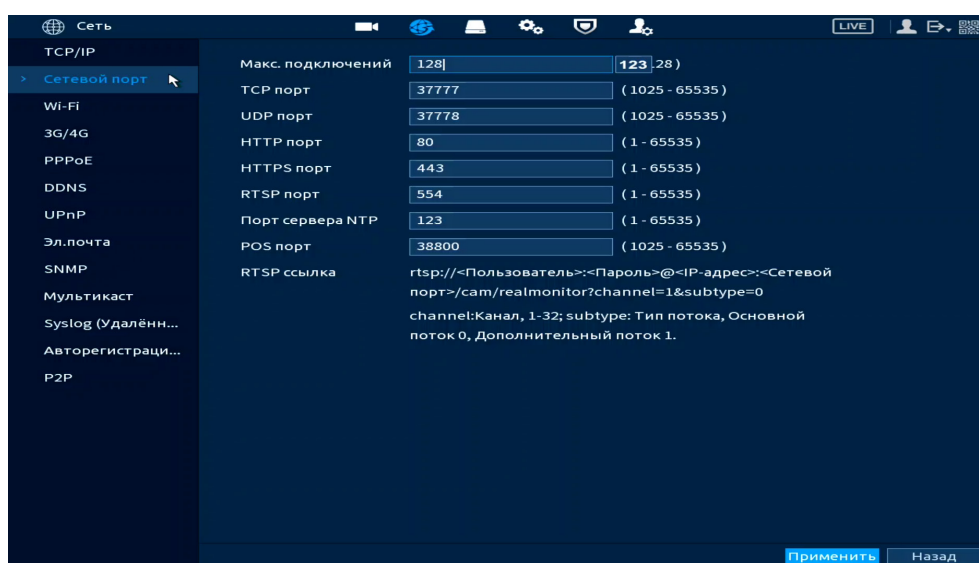 Сеть LIVE
TCP/IP
Сетевой порт
Wi-Fi
3G/4G
PPPoE
DDNS
UPnP
Эл.почта
SNMP
Мультикаст
Syslog (Удалённ...
Авторегистраци...
P2P
Макс. подключений 128 123 .28)
TCP порт 37777 (1025 - 65535)
UDP порт 37778 (1025 - 65535)
HTTP порт 80 (1 - 65535)
HTTPS порт 443 (1 - 65535)
RTSP порт 554 (1 - 65535)
Порт сервера NTP 123 (1 - 65535)
POS порт 38800 (1025 - 65535)
RTSP ссылка rtsp://<Пользователь>:<Пароль>@<IP-адрес>:<Сетевой
порт>/cam/realmonitor?channel=1&subtype=0
channel:Канал, 1-32; subtype: Тип потока, Основной
поток 0, Дополнительный поток 1.
Применить Назад